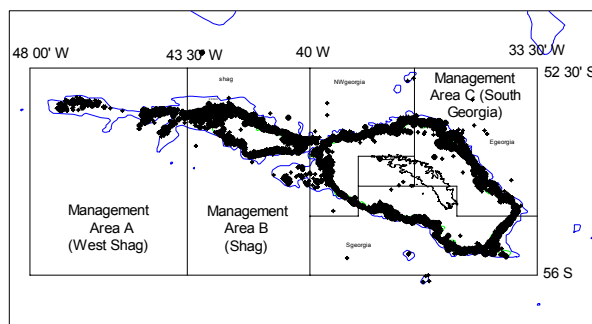 48 00' W
43 30' W
40 W
33 30' W
52 30' S
shag
NWgeorgia
Management
Area C (South
Georgia)
Egeorgia
Management
Area A
(West Shag)
Management
Area B
(Shag)
Sgeorgia
56 S